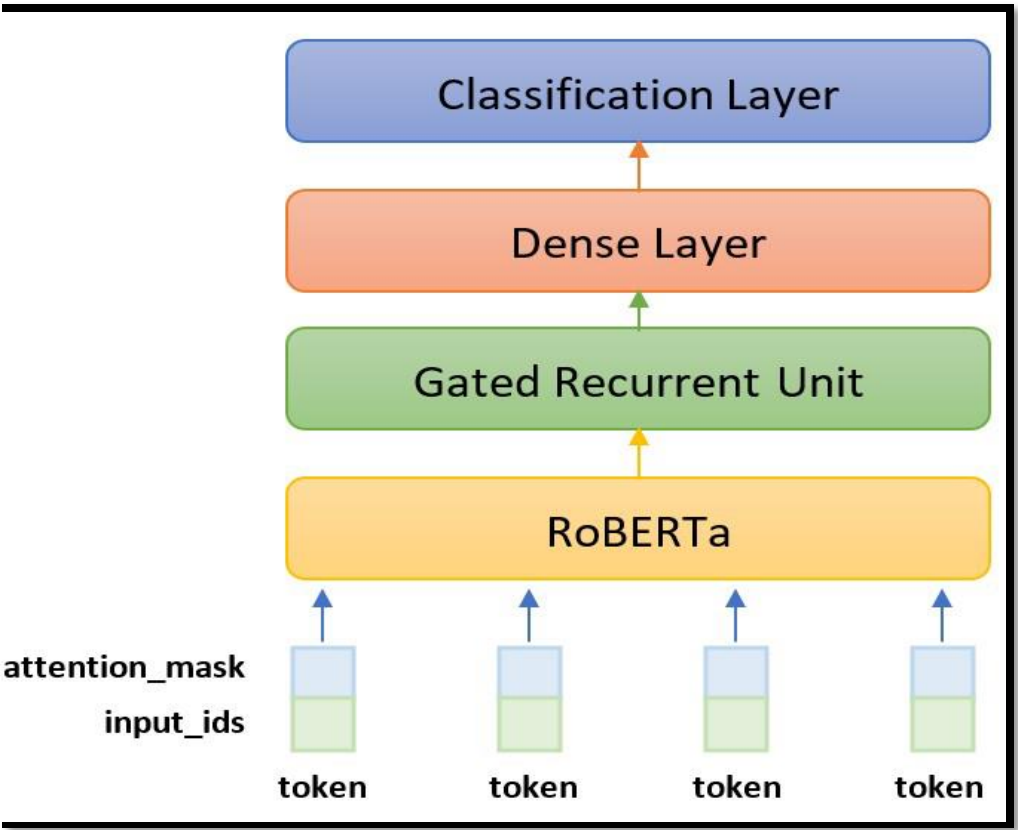 Classification Layer
Dense Layer
Gated Recurrent Unit
RoBERTa
attention_mask
input_ids
token token token token